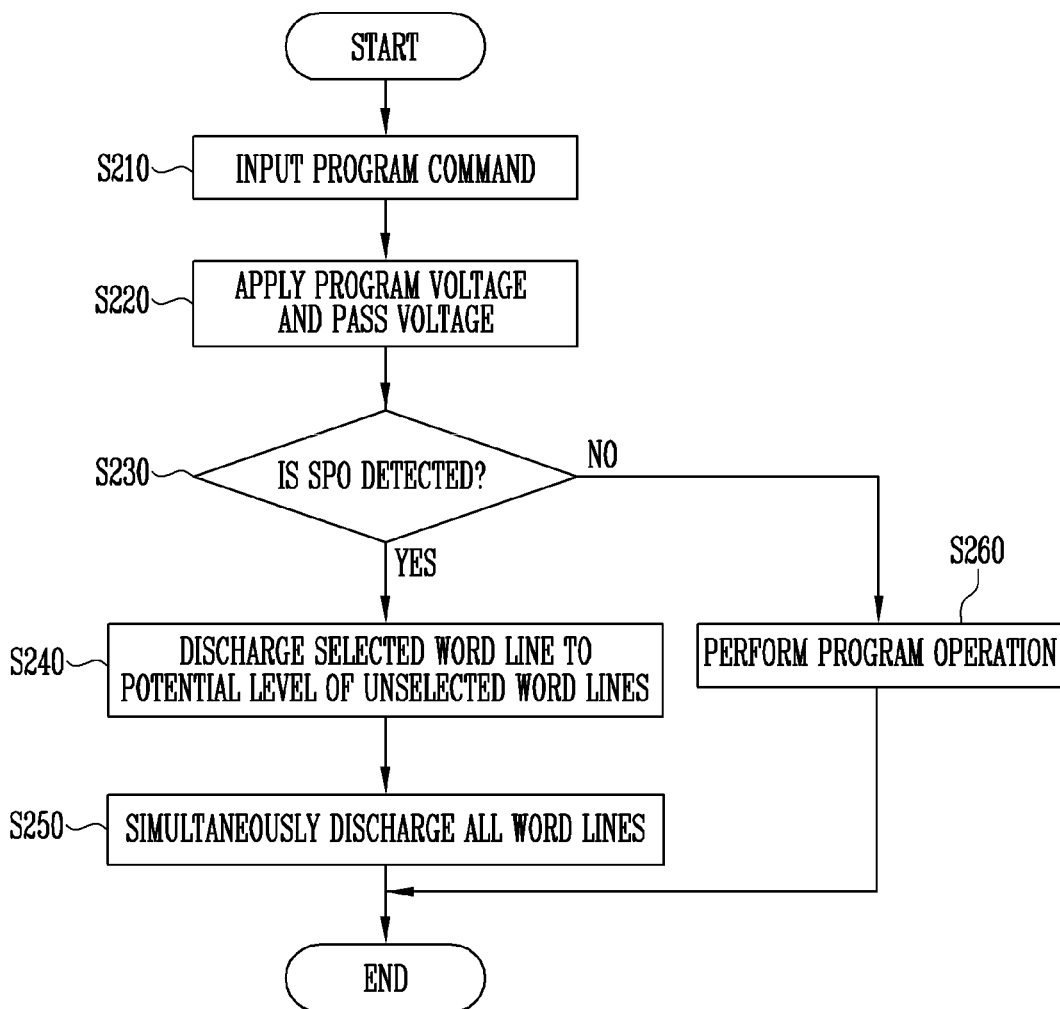 START
S210
INPUT PROGRAM COMMAND
S220
APPLY PROGRAM VOLTAGE
AND PASS VOLTAGE
S230
IS SPO DETECTED?
NO
YES
S260
S240
DISCHARGE SELECTED WORD LINE TO
POTENTIAL LEVEL OF UNSELECTED WORD LINES
PERFORM PROGRAM OPERATION
S250
SIMULTANEOUSLY DISCHARGE ALL WORD LINES
END